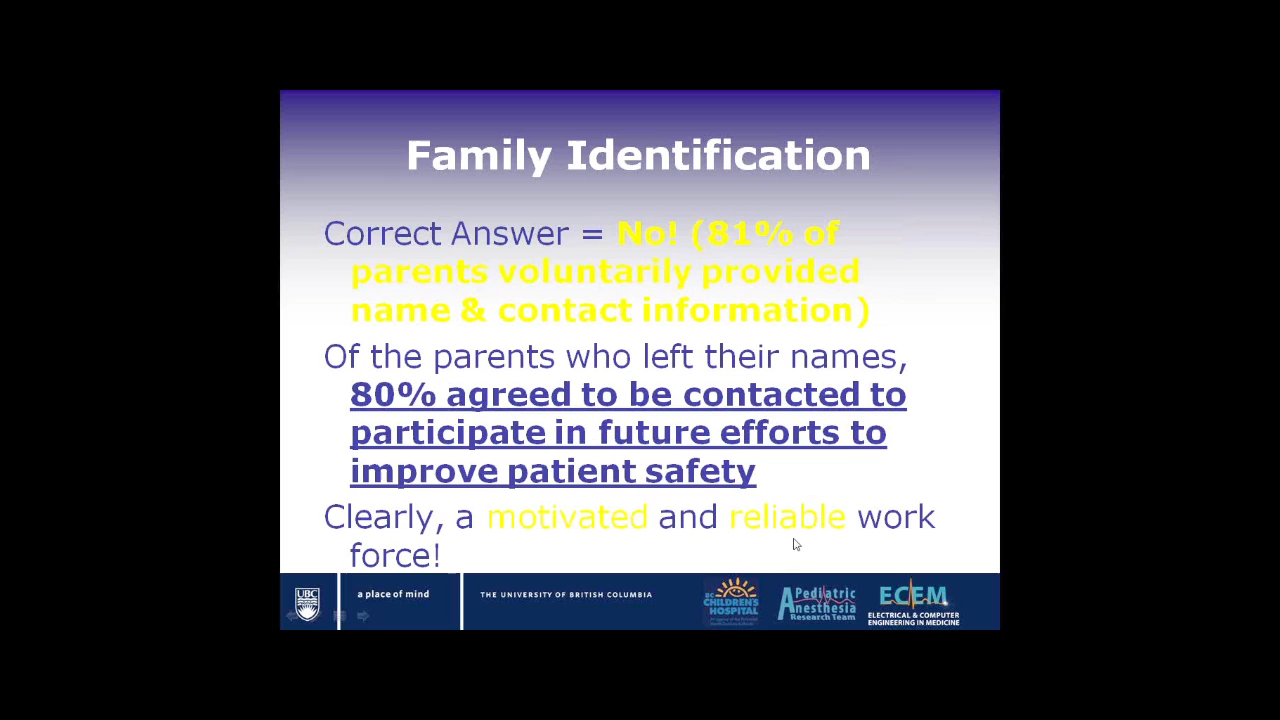 Family Identification
Correct Answer = No! (81% of
parents voluntarily provided
name & contact information)
Of the parents who left their names,
80% agreed to be contacted to
participate in future efforts to
improve patient safety
Clearly, a motivated and reliable work
force!
UBC
a place of mind
THE UNIVERSITY OF BRITISH COLUMBIA
BC
CHILDREN'S
HOSPITAL
Pediatric
Anesthesia
Research Team
ECEM
ELECTRICAL & COMPUTER
ENGINEERING IN MEDICINE